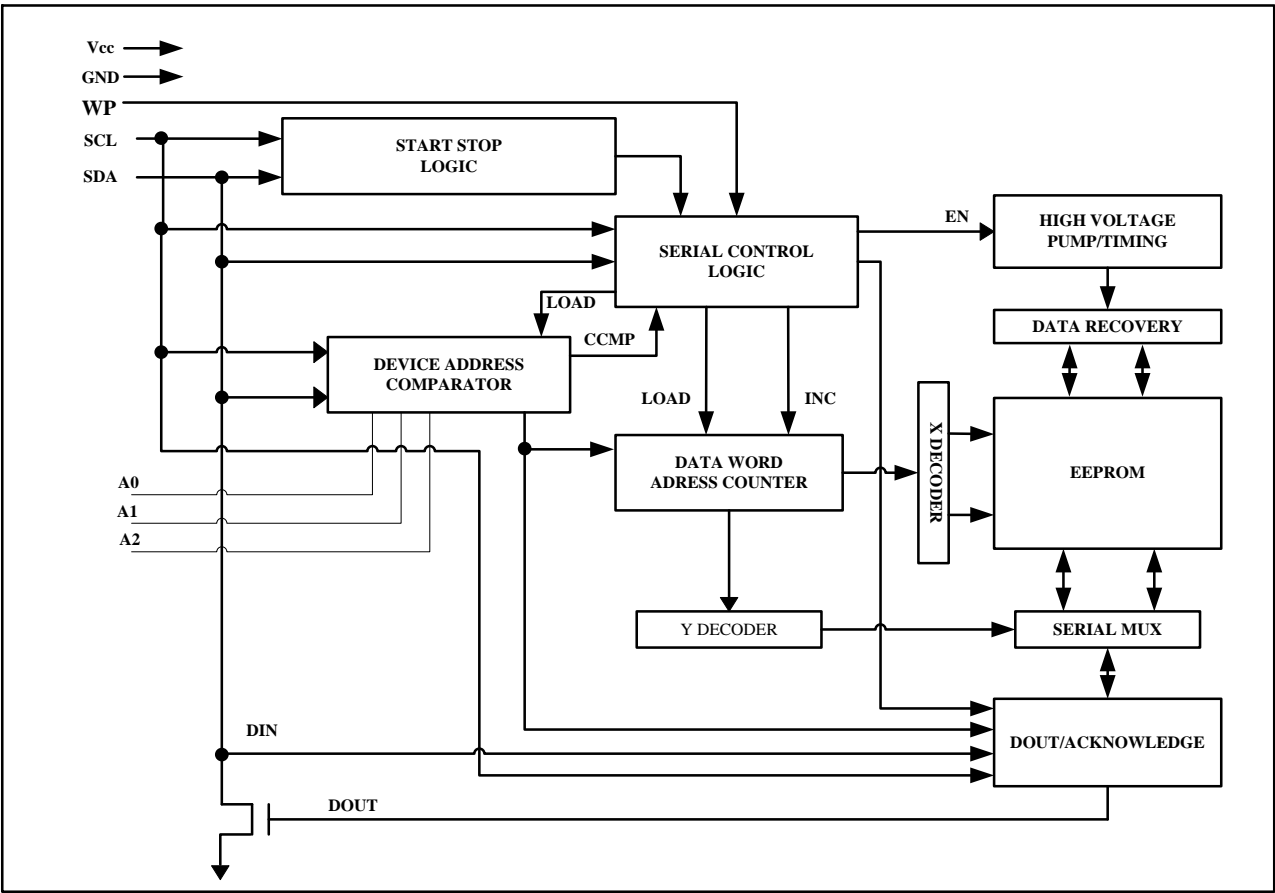 Vcc
GND
WP
SCL
SDA
START STOP
LOGIC
SERIAL CONTROL
LOGIC
EN
HIGH VOLTAGE
PUMP/TIMING
LOAD
CCMP
DATA RECOVERY
DEVICE ADDRESS
COMPARATOR
LOAD
INC
X DECODER
EEPROM
DATA WORD
ADRESS COUNTER
A0
A1
A2
Y DECODER
SERIAL MUX
DIN
DOUT/ACKNOWLEDGE
DOUT